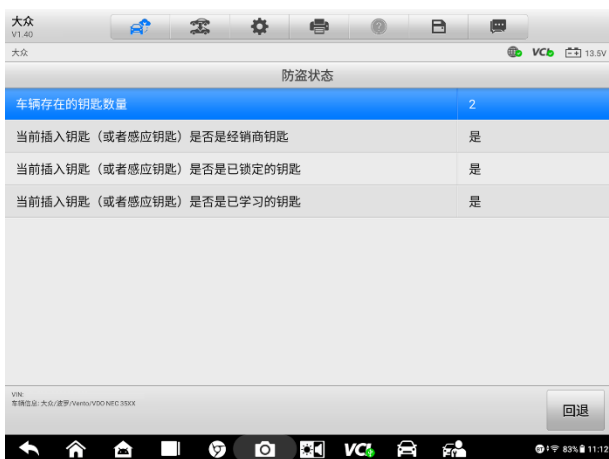 大众
V1.40
大众
VCI 13.5V
防盗状态
车辆存在的钥匙数量 2
当前插入钥匙（或者感应钥匙）是否是经销商钥匙 是
当前插入钥匙（或者感应钥匙）是否是已锁定的钥匙 是
当前插入钥匙（或者感应钥匙）是否是已学习的钥匙 是
VIN:
车辆信息: 大众/波罗/Vento/VDO NEC 35XX
回退
VCI 83% 11:12